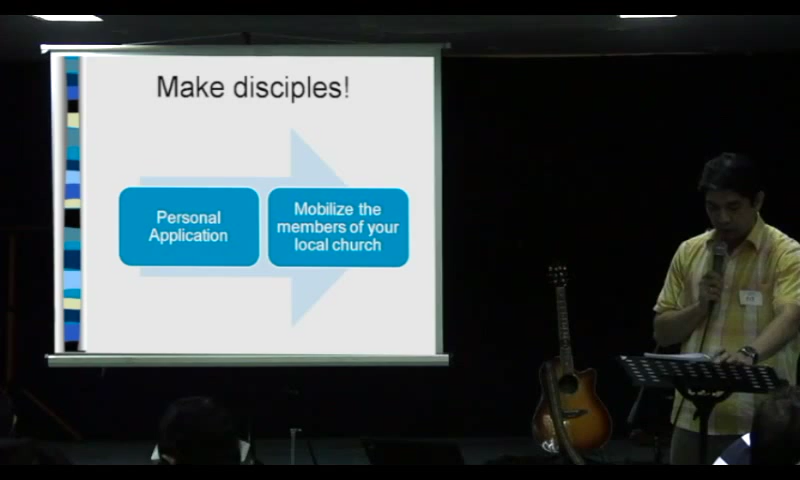 Make disciples!
Personal
Application
Mobilize the
members of your
local church